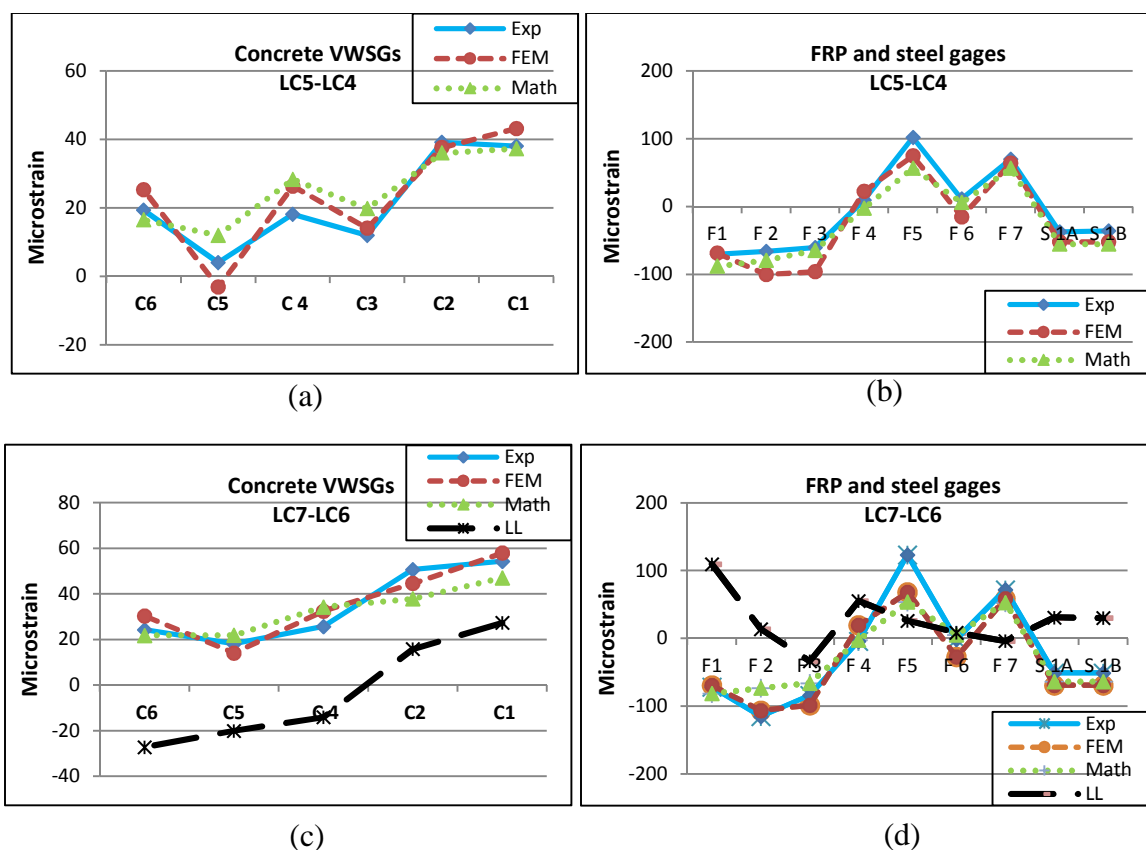 Concrete VWSGs
LC5-LC4
Exp
FEM
Math
Microstrain
60
40
20
0
-20
C6
C5
C 4
C3
C2
C1
(a)
FRP and steel gages
LC5-LC4
Microstrain
200
100
0
-100
-200
F1
F 2
F 3
F 4
F5
F 6
F 7
S 1A
S 1B
Exp
FEM
Math
(b)
Concrete VWSGs
LC7-LC6
Exp
FEM
Math
LL
Microstrain
80
60
40
20
0
-20
-40
C6
C5
C4
C2
C1
(c)
FRP and steel gages
LC7-LC6
Microstrain
200
100
0
-100
-200
F1
F 2
F 3
F 4
F5
F 6
F 7
S 1A
S 1B
Exp
FEM
Math
LL
(d)